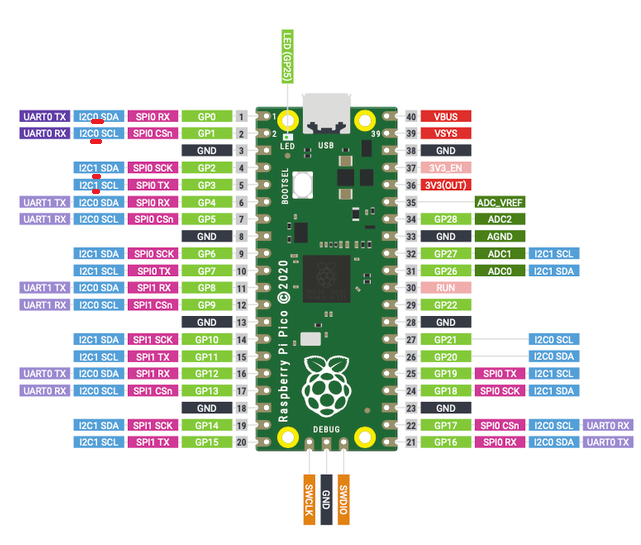 LED (GP25)
UART0 TX I2C0 SDA SPI0 RX GP0 1 1 40 VBUS
UART0 RX I2C0 SCL SPI0 CSn GP1 2 2 39 39 VSYS
LED USB
GND 3 38 GND
I2C1 SDA SPI0 SCK GP2 4 37 3V3_EN
I2C1 SCL SPI0 TX GP3 5 BOOTSEL 36 3V3(OUT)
UART1 TX I2C0 SDA SPI0 RX GP4 6 35 ADC_VREF
UART1 RX I2C0 SCL SPI0 CSn GP5 7 34 GP28 ADC2
GND 8 33 GND AGND
I2C1 SDA SPI0 SCK GP6 9 32 GP27 ADC1 I2C1 SCL
I2C1 SCL SPI0 TX GP7 10 31 GP26 ADC0 I2C1 SDA
UART1 TX I2C0 SDA SPI1 RX GP8 11 30 RUN
UART1 RX I2C0 SCL SPI1 CSn GP9 12 29 GP22
GND 13 28 GND
I2C1 SDA SPI1 SCK GP10 14 27 GP21 I2C0 SCL
I2C1 SCL SPI1 TX GP11 15 26 GP20 I2C0 SDA
UART0 TX I2C0 SDA SPI1 RX GP12 16 25 GP19 SPI0 TX I2C1 SCL
UART0 RX I2C0 SCL SPI1 CSn GP13 17 24 GP18 SPI0 SCK I2C1 SDA
GND 18 23 GND
I2C1 SDA SPI1 SCK GP14 19 22 GP17 SPI0 CSn I2C0 SCL UART0 RX
I2C1 SCL SPI1 TX GP15 20 21 GP16 SPI0 RX I2C0 SDA UART0 TX
Raspberry Pi Pico © 2020
DEBUG
SWCLK GND SWDIO